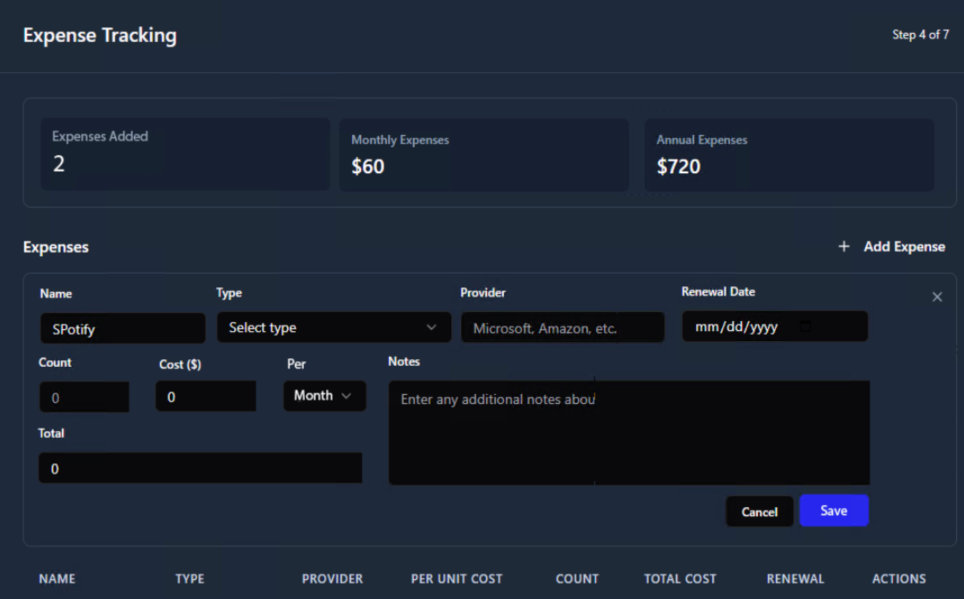 Expense Tracking
Step 4 of 7
Expenses Added
2
Monthly Expenses
$60
Annual Expenses
$720
Expenses
+ Add Expense
Name
Type
Provider
Renewal Date
SPotify
Select type
Microsoft, Amazon, etc.
mm/dd/yyyy
Count
Cost ($)
Per
Notes
0
0
Month
Enter any additional notes abou
Total
0
Cancel
Save
NAME TYPE PROVIDER PER UNIT COST COUNT TOTAL COST RENEWAL ACTIONS